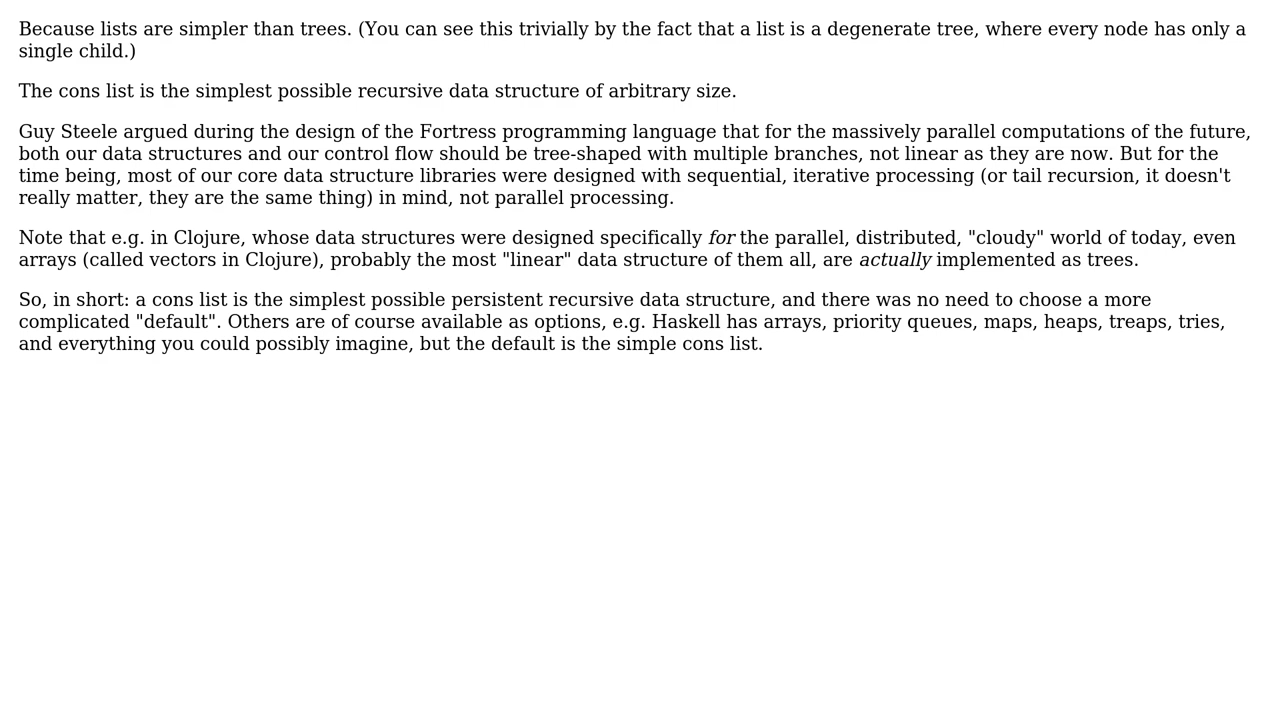 Because lists are simpler than trees. (You can see this trivially by the fact that a list is a degenerate tree, where every node has only a
single child.)
The cons list is the simplest possible recursive data structure of arbitrary size.
Guy Steele argued during the design of the Fortress programming language that for the massively parallel computations of the future,
both our data structures and our control flow should be tree-shaped with multiple branches, not linear as they are now. But for the
time being, most of our core data structure libraries were designed with sequential, iterative processing (or tail recursion, it doesn't
really matter, they are the same thing) in mind, not parallel processing.
Note that e.g. in Clojure, whose data structures were designed specifically for the parallel, distributed, "cloudy" world of today, even
arrays (called vectors in Clojure), probably the most "linear" data structure of them all, are actually implemented as trees.
So, in short: a cons list is the simplest possible persistent recursive data structure, and there was no need to choose a more
complicated "default". Others are of course available as options, e.g. Haskell has arrays, priority queues, maps, heaps, treaps, tries,
and everything you could possibly imagine, but the default is the simple cons list.